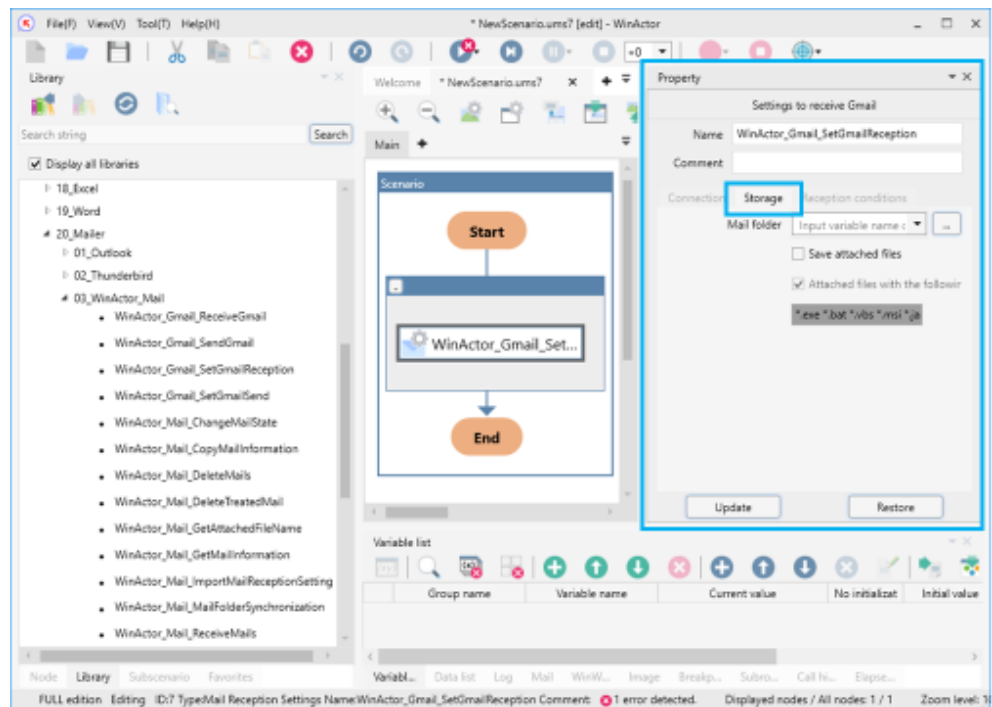 File(F) View(V) Tool(T) Help(H)
* NewScenario.ums7 [edit] - WinActor
Library
Search string
Search
Display all libraries
18_Excel
19_Word
20_Mailer
01_Outlook
02_Thunderbird
03_WinActor_Mail
WinActor_Gmail_ReceiveGmail
WinActor_Gmail_SendGmail
WinActor_Gmail_SetGmailReception
WinActor_Gmail_SetGmailSend
WinActor_Mail_ChangeMailState
WinActor_Mail_CopyMailInformation
WinActor_Mail_DeleteMails
WinActor_Mail_DeleteTreatedMail
WinActor_Mail_GetAttachedFileName
WinActor_Mail_GetMailInformation
WinActor_Mail_ImportMailReceptionSetting
WinActor_Mail_MailFolderSynchronization
WinActor_Mail_ReceiveMails
Node Library Subscenario Favorites
Welcome * NewScenario.ums7
Main
Scenario
Start
WinActor_Gmail_Set...
End
Property
Settings to receive Gmail
Name WinActor_Gmail_SetGmailReception
Comment
Connection Storage Reception conditions
Mail folder Input variable name
...
Save attached files
Attached files with the followir
*.exe *.bat *.vbs *.msi *.ja
Update Restore
Variable list
Group name Variable name Current value No initializat Initial value
Variabl... Data list Log Mail WinW... Image Breakp... Subro... Call hi... Elapse...
FULL edition Editing ID:7 Type:Mail Reception Settings Name:WinActor_Gmail_SetGmailReception Comment: 1 error detected. Displayed nodes / All nodes: 1 / 1 Zoom level: